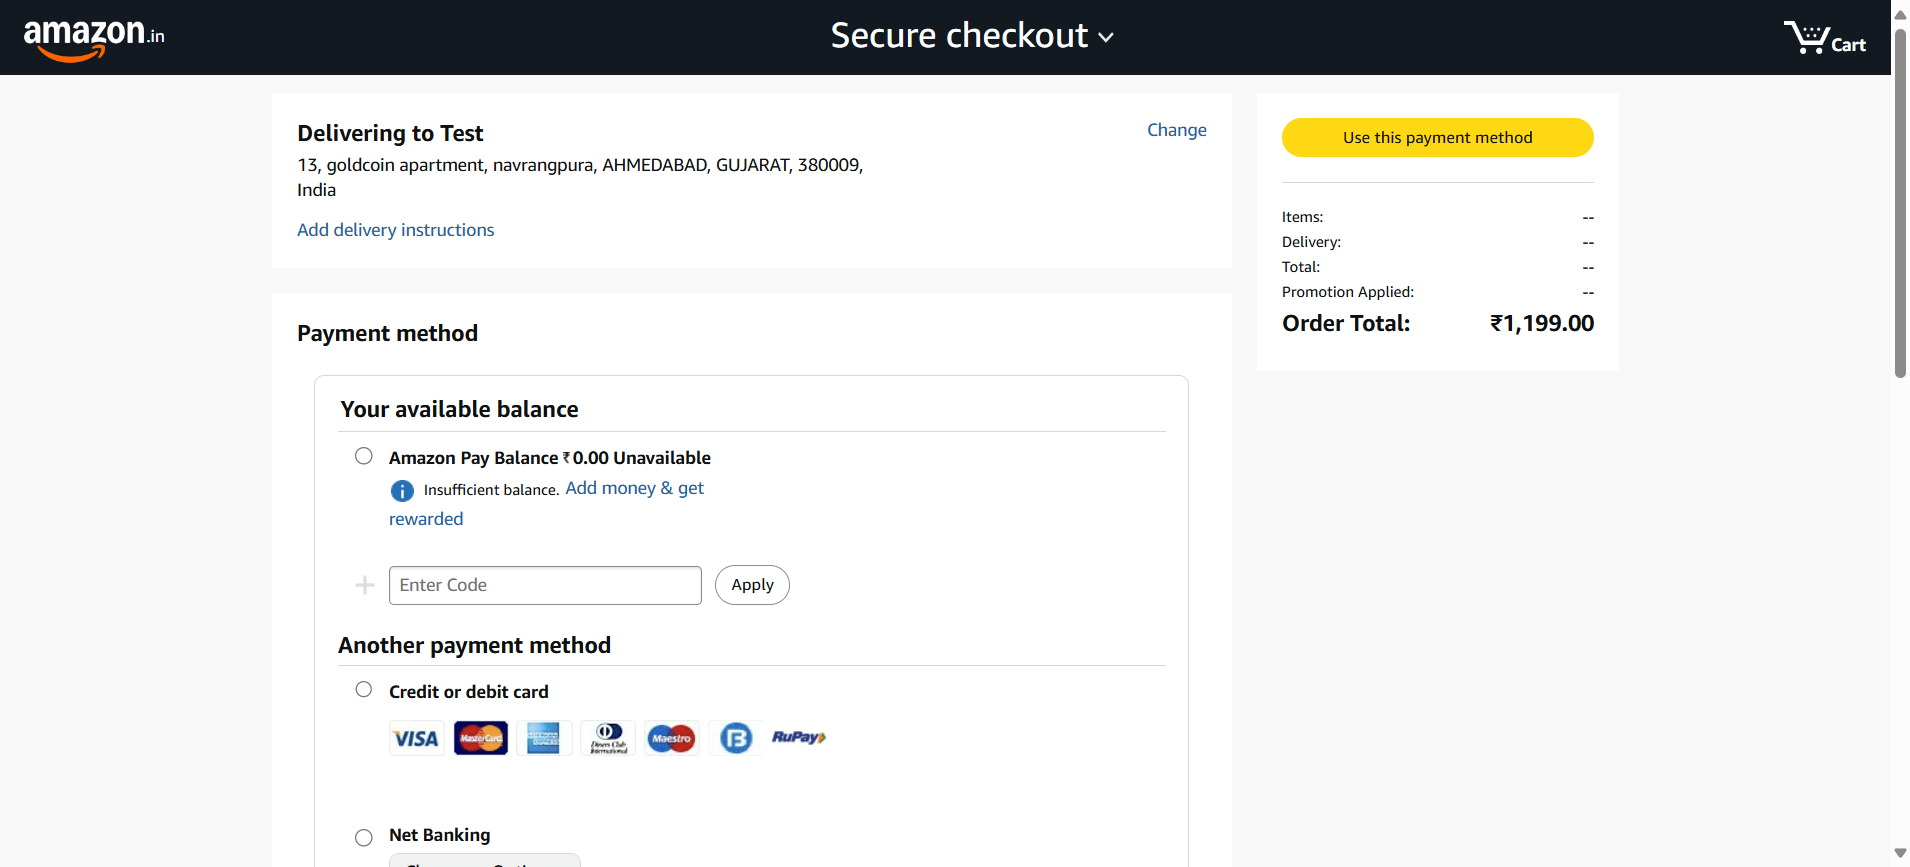 amazon.in
Secure checkout
Cart
Delivering to Test
Change
13, goldcoin apartment, navrangpura, AHMEDABAD, GUJARAT, 380009,
India
Add delivery instructions
Use this payment method
Items: --
Delivery: --
Total: --
Promotion Applied: --
Order Total: ₹1,199.00
Payment method
Your available balance
Amazon Pay Balance ₹0.00 Unavailable
Insufficient balance. Add money & get
rewarded
Enter Code
Apply
Another payment method
Credit or debit card
VISA MasterCard Diners Club International Maestro B RuPay
Net Banking